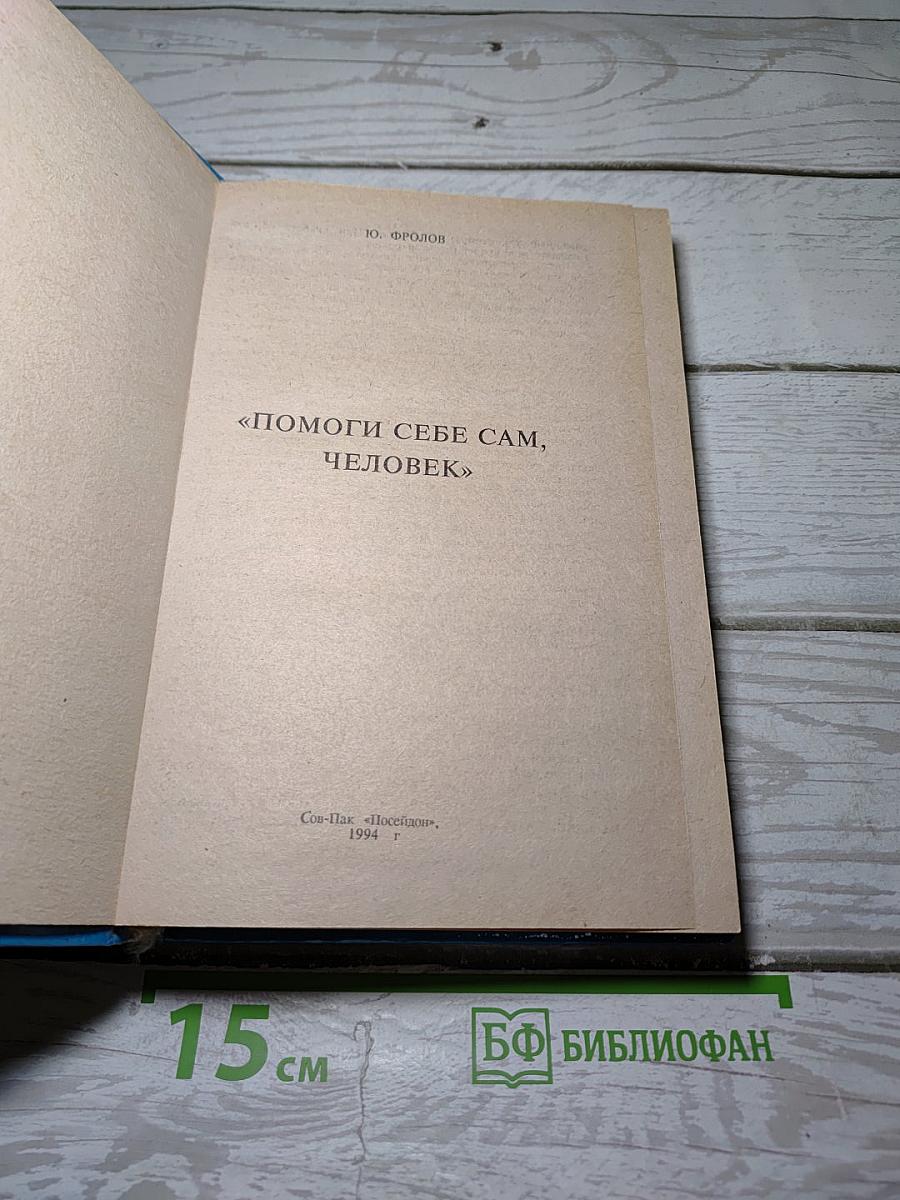 Ю. ФРОЛОВ
«ПОМОГИ СЕБЕ САМ,
ЧЕЛОВЕК»
Сов-Пак «Посейдон»,
1994 г
15 см
БФ БИБЛИОФАН